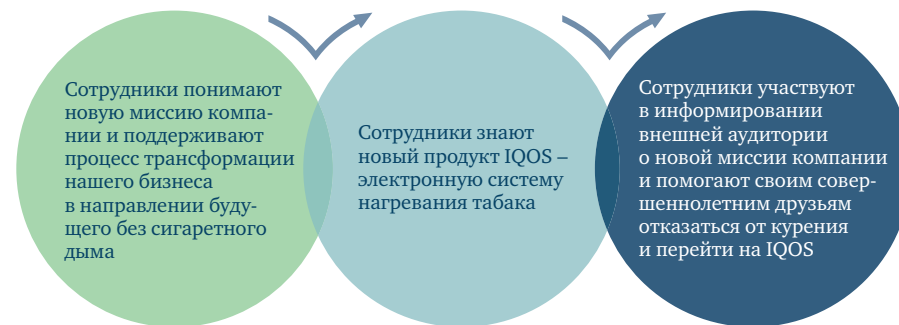 Сотрудники понимают
новую миссию компа-
нии и поддерживают
процесс трансформации
нашего бизнеса
в направлении буду-
щего без сигаретного
дыма
Сотрудники знают
новый продукт IQOS –
электронную систему
нагревания табака
Сотрудники участвуют
в информировании
внешней аудитории
о новой миссии компании
и помогают своим совер-
шеннолетним друзьям
отказаться от курения
и перейти на IQOS